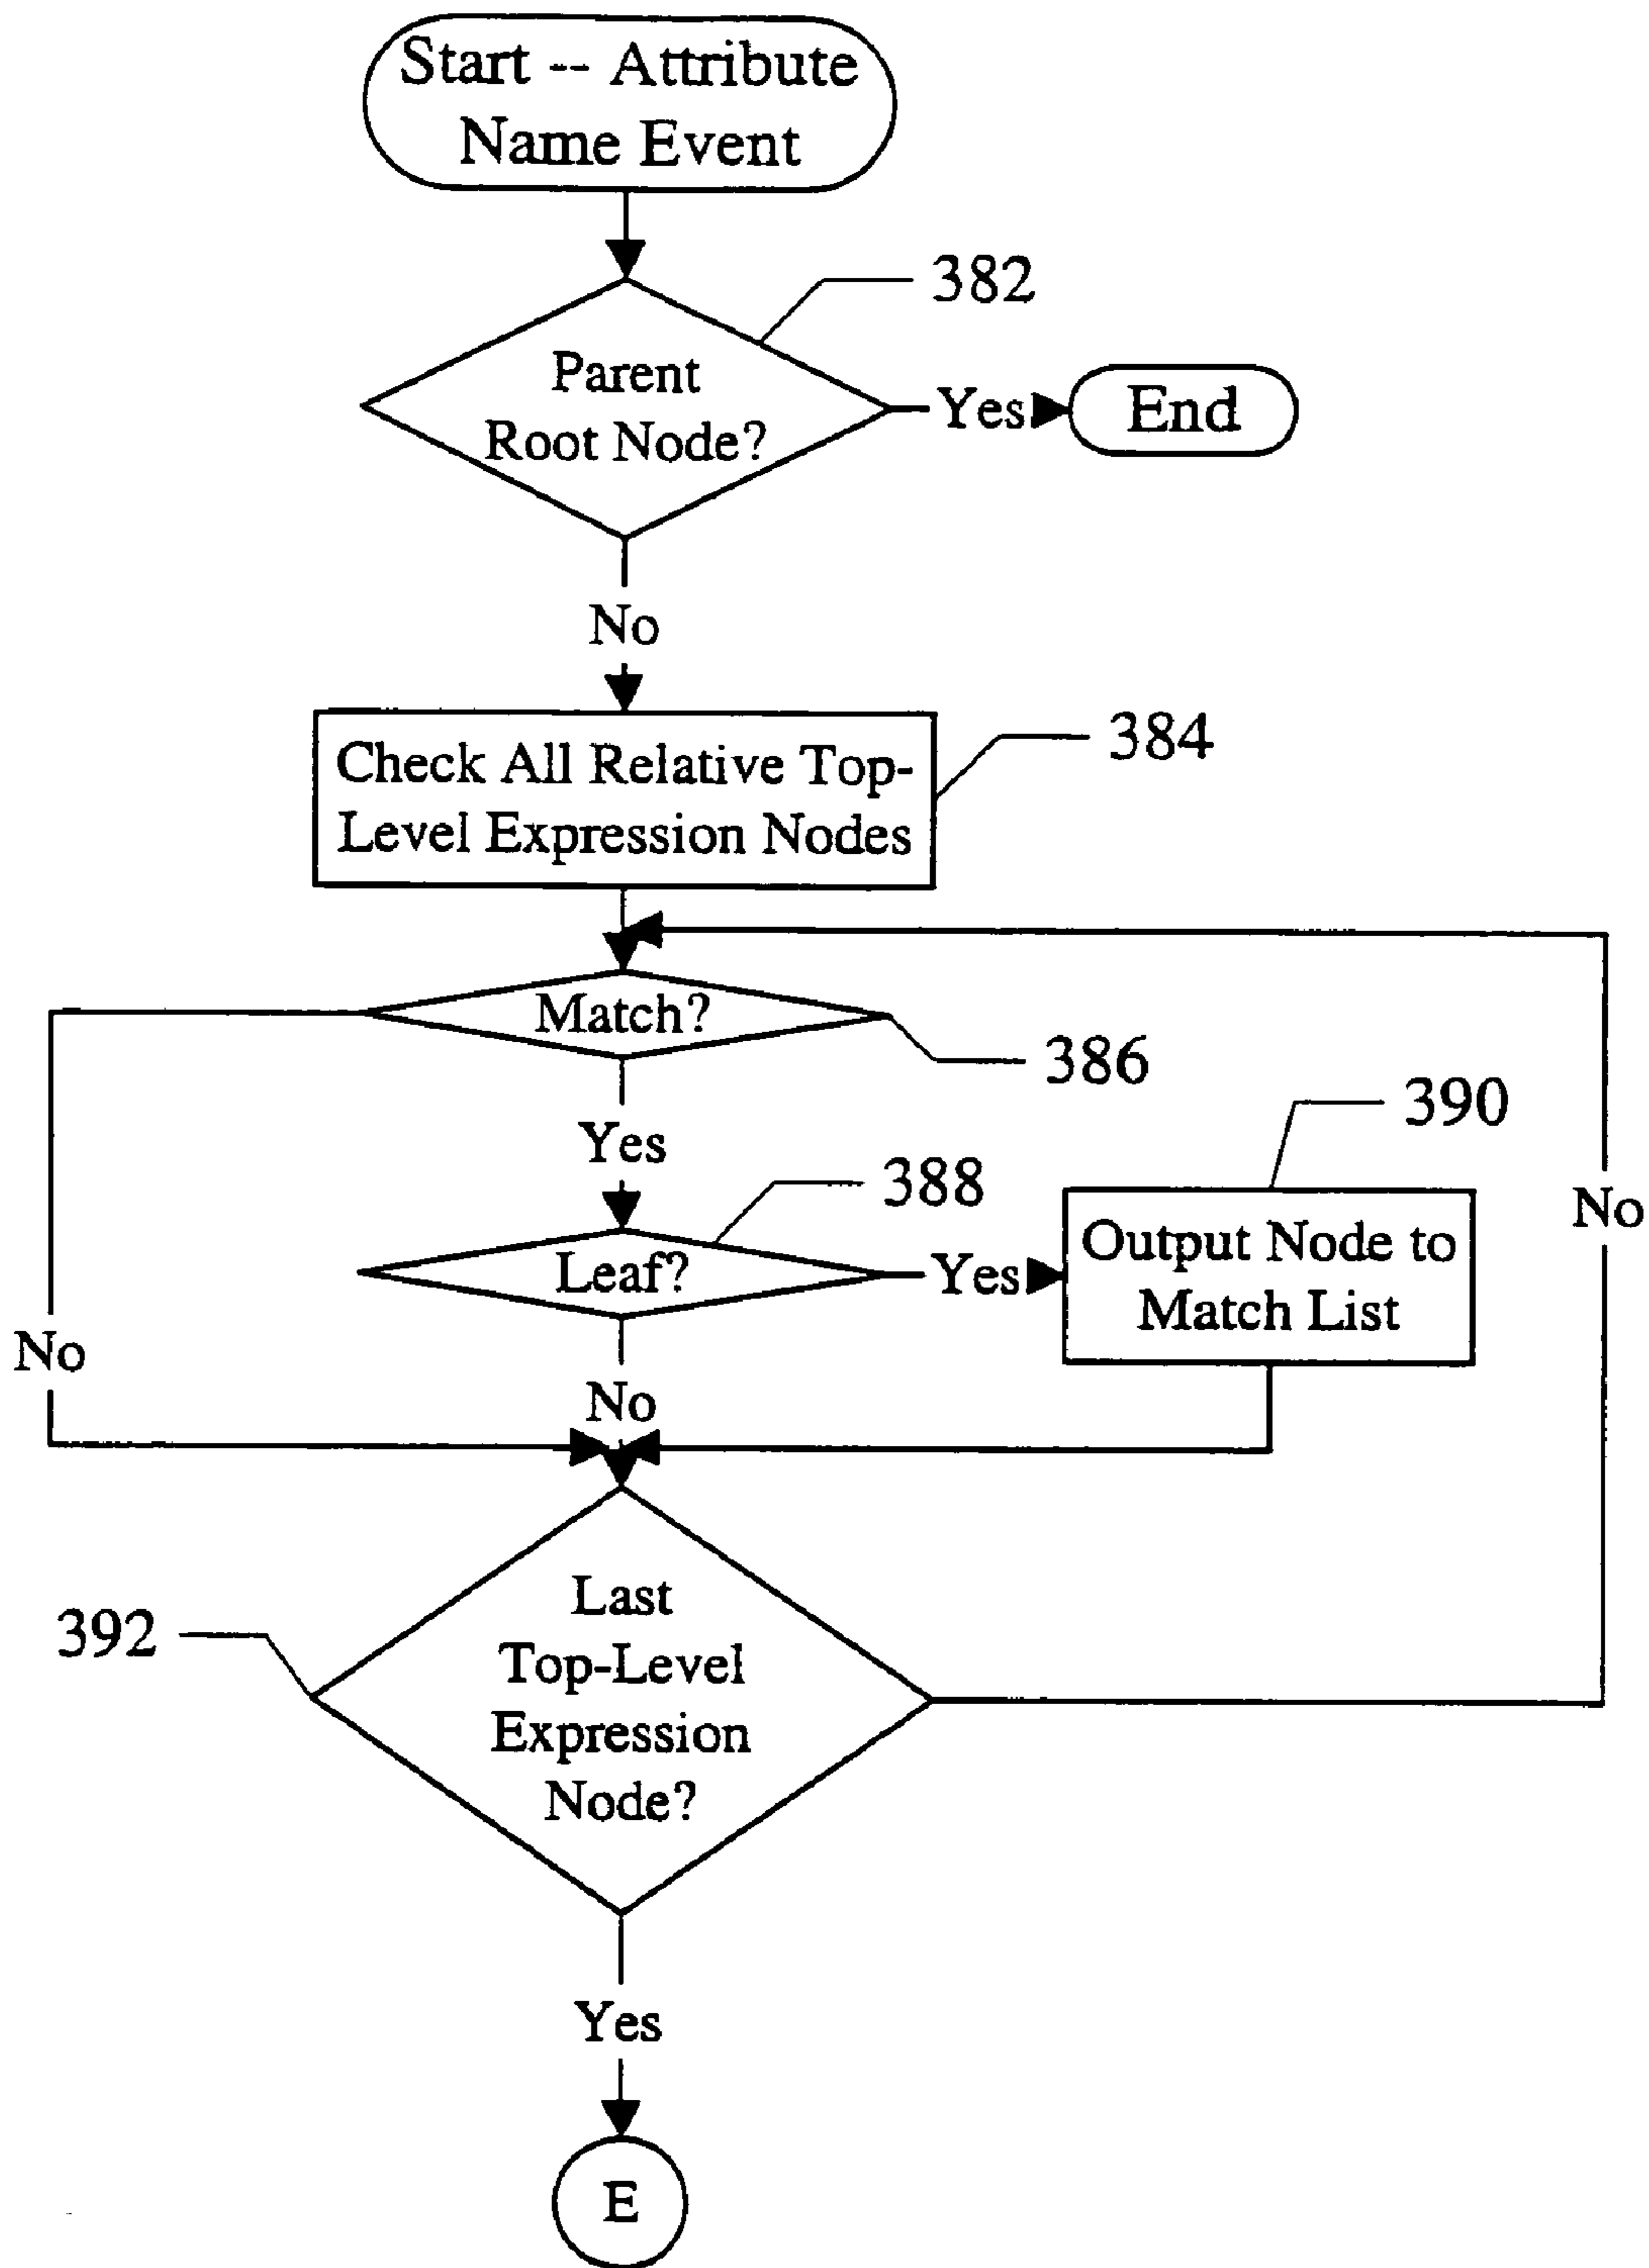 Start -- Attribute
Name Event
382
Parent
Root Node?
Yes
End
No
Check All Relative Top-
Level Expression Nodes
384
Match?
386
Yes
390
388
Leaf?
Yes
Output Node to
Match List
No
No
No
392
Last
Top-Level
Expression
Node?
Yes
E